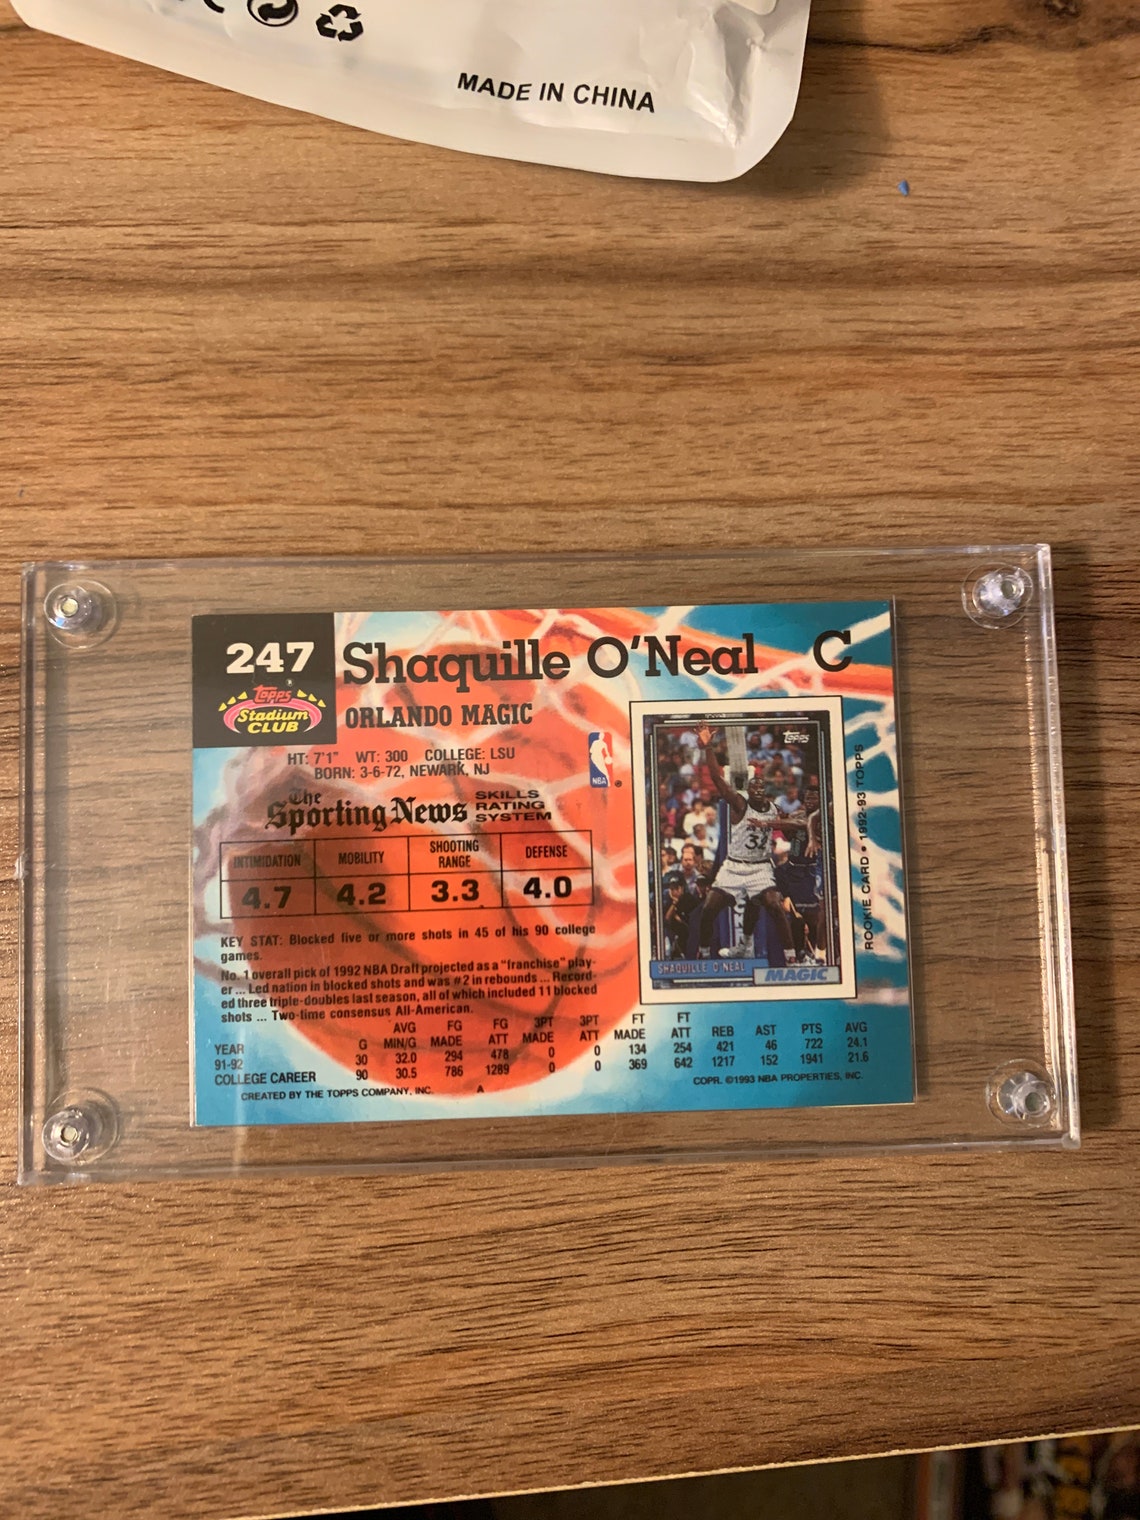 MADE IN CHINA
247
Topps
Stadium
CLUB
Shaquille O'Neal C
ORLANDO MAGIC
HT: 7'1" WT: 300 COLLEGE: LSU
BORN: 3-6-72, NEWARK, NJ
NBA
The Sporting News SKILLS RATING SYSTEM
INTIMIDATION MOBILITY SHOOTING RANGE DEFENSE
4.7 4.2 3.3 4.0
KEY STAT: Blocked five or more shots in 45 of his 90 college
games.
No. 1 overall pick of 1992 NBA Draft projected as a "franchise" play-
er ... Led nation in blocked shots and was #2 in rebounds ... Record-
ed three triple-doubles last season, all of which included 11 blocked
shots ... Two-time consensus All-American.
YEAR G AVG MIN/G FG MADE FG ATT 3PT MADE 3PT ATT FT MADE FT ATT REB AST PTS AVG
91-92 30 32.0 294 478 0 0 134 254 421 46 722 24.1
COLLEGE CAREER 90 30.5 786 1289 0 0 369 642 1217 152 1941 21.6
CREATED BY THE TOPPS COMPANY, INC. A
COPR. ©1993 NBA PROPERTIES, INC.
TOPPS
32
SHAQUILLE O'NEAL
MAGIC
ROOKIE CARD • 1992-93 TOPPS